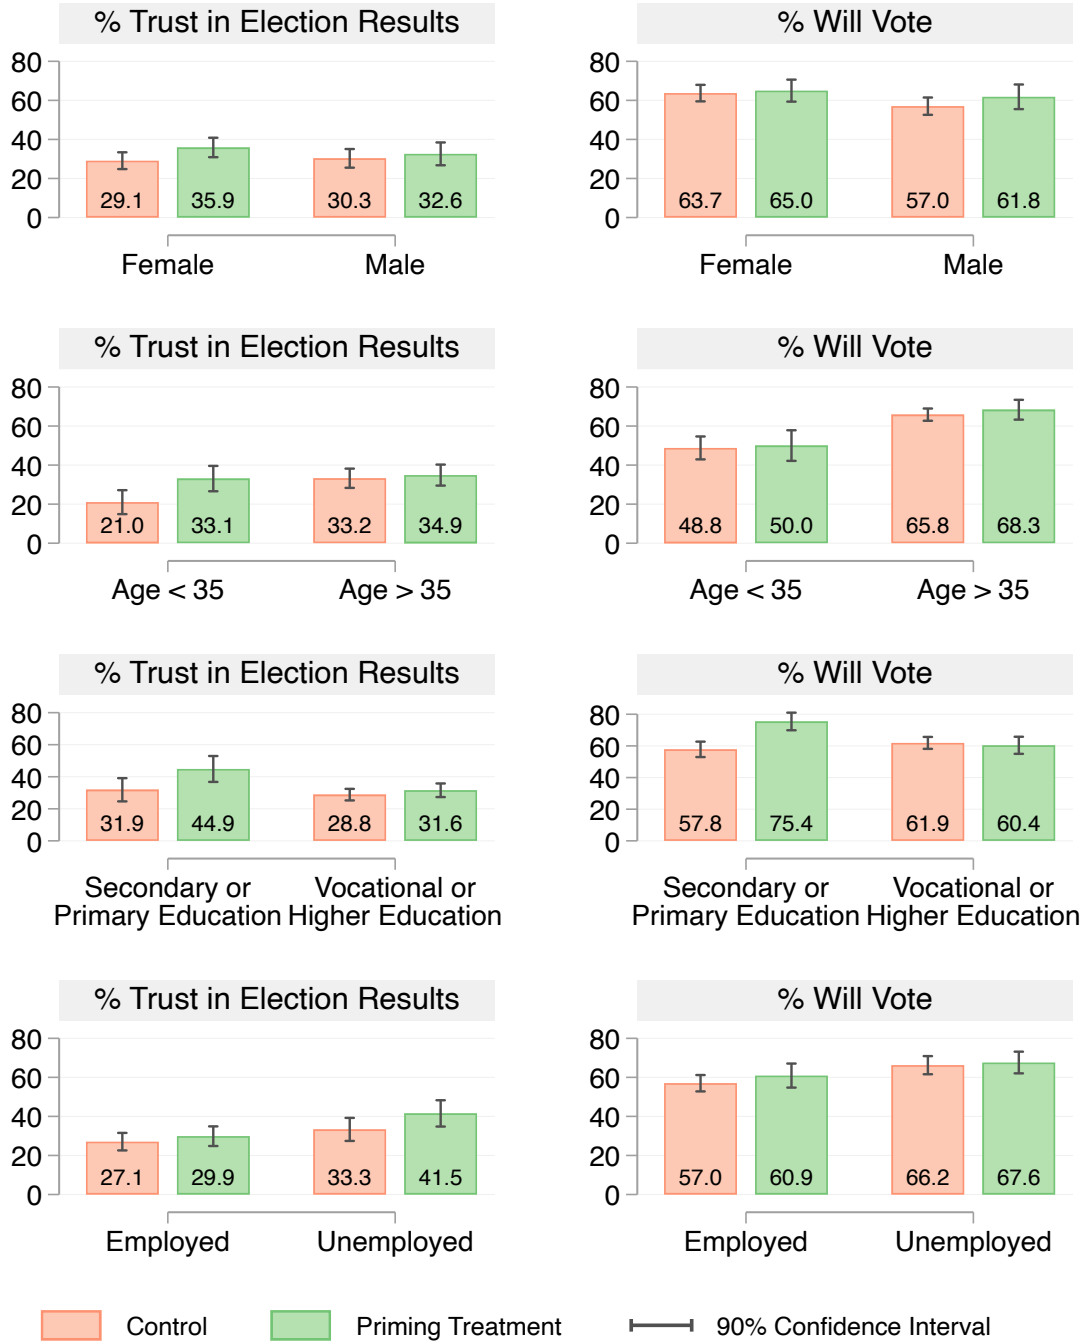 % Trust in Election Results
% Will Vote
80
60
40
20
0
29.1 35.9 30.3 32.6
Female Male
80
60
40
20
0
63.7 65.0 57.0 61.8
Female Male
% Trust in Election Results
% Will Vote
80
60
40
20
0
21.0 33.1 33.2 34.9
Age < 35 Age > 35
80
60
40
20
0
48.8 50.0 65.8 68.3
Age < 35 Age > 35
% Trust in Election Results
% Will Vote
80
60
40
20
0
31.9 44.9 28.8 31.6
Secondary or Vocational or
Primary Education Higher Education
80
60
40
20
0
57.8 75.4 61.9 60.4
Secondary or Vocational or
Primary Education Higher Education
% Trust in Election Results
% Will Vote
80
60
40
20
0
27.1 29.9 33.3 41.5
Employed Unemployed
80
60
40
20
0
57.0 60.9 66.2 67.6
Employed Unemployed
Control Priming Treatment 90% Confidence Interval